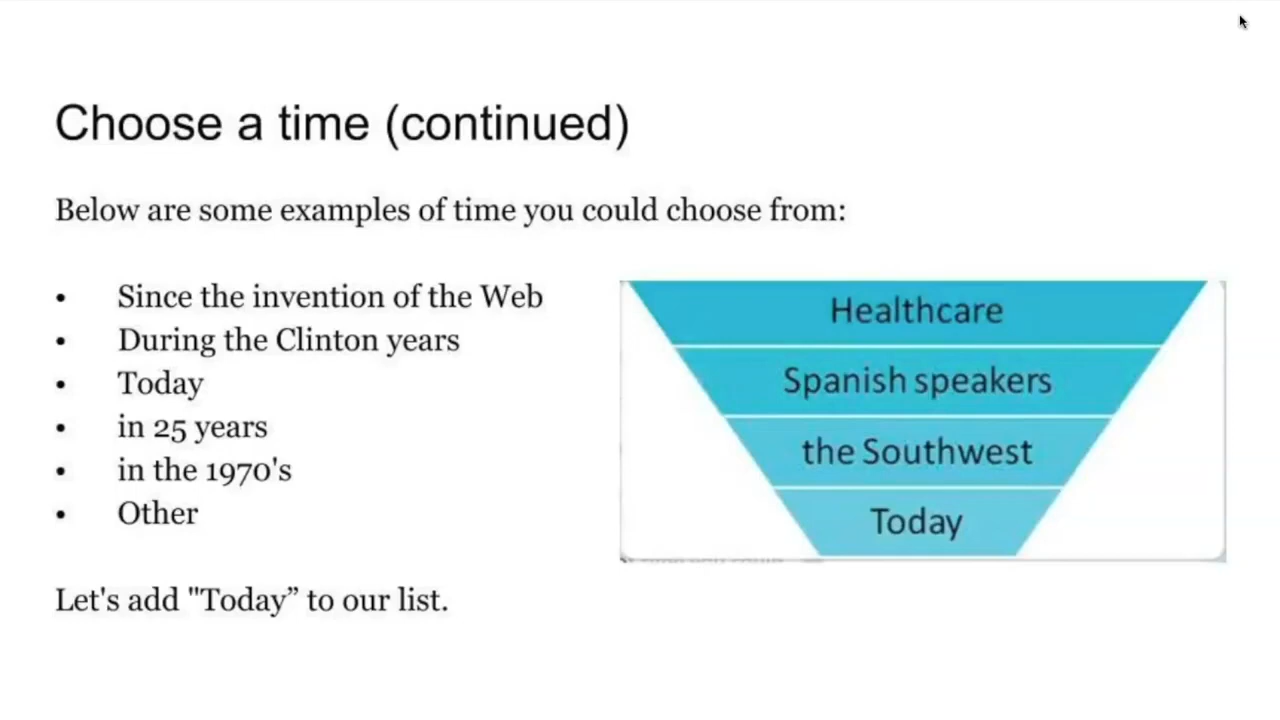 Choose a time (continued)
Below are some examples of time you could choose from:
• Since the invention of the Web
• During the Clinton years
• Today
• in 25 years
• in the 1970's
• Other
Let's add "Today” to our list.
Healthcare
Spanish speakers
the Southwest
Today